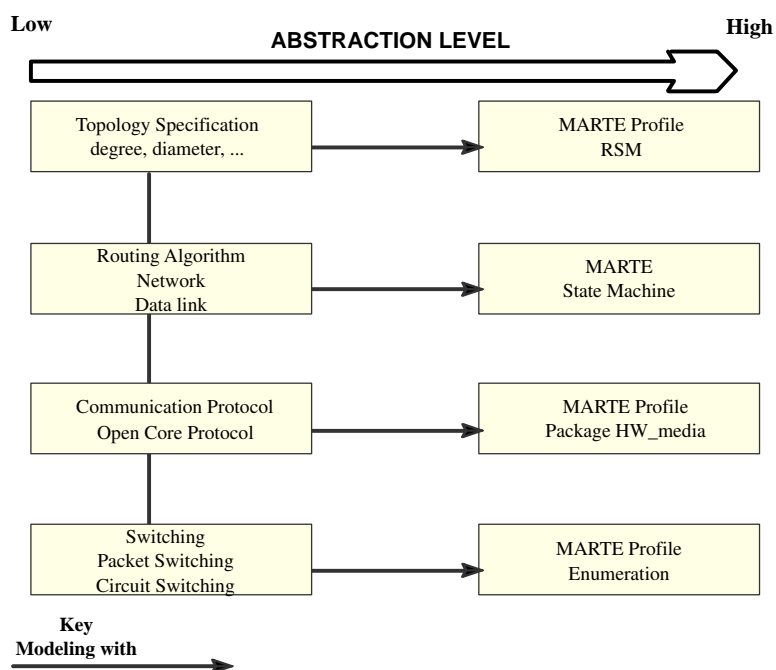 Low
High
ABSTRACTION LEVEL
Topology Specification
degree, diameter, ...
MARTE Profile
RSM
Routing Algorithm
Network
Data link
MARTE
State Machine
Communication Protocol
Open Core Protocol
MARTE Profile
Package HW_media
Switching
Packet Switching
Circuit Switching
MARTE Profile
Enumeration
Key
Modeling with